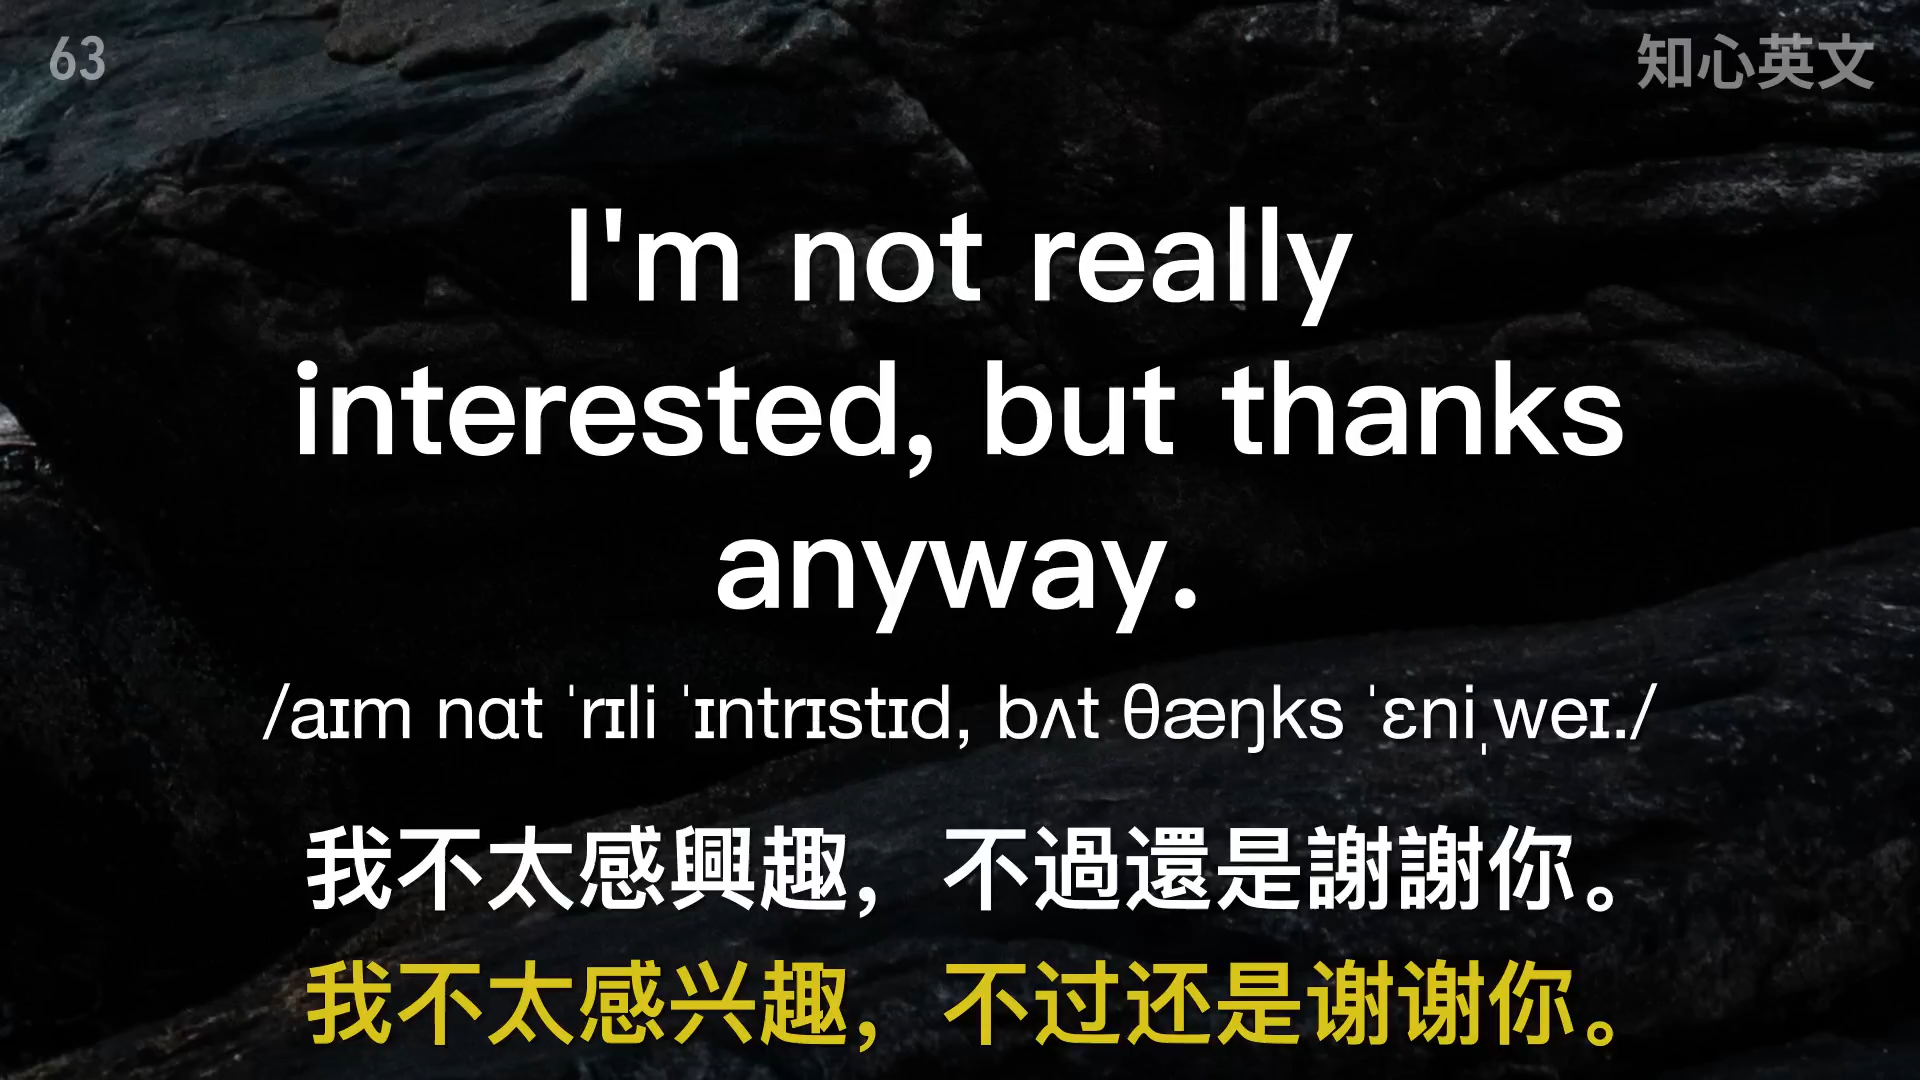 63
知心英文
I'm not really
interested, but thanks
anyway.
/aɪm nɑt ˈrɪli ˈɪntrɪstɪd, bʌt θæŋks ˈɛniˌweɪ./
我不太感興趣，不過還是謝謝你。
我不太感兴趣，不过还是谢谢你。